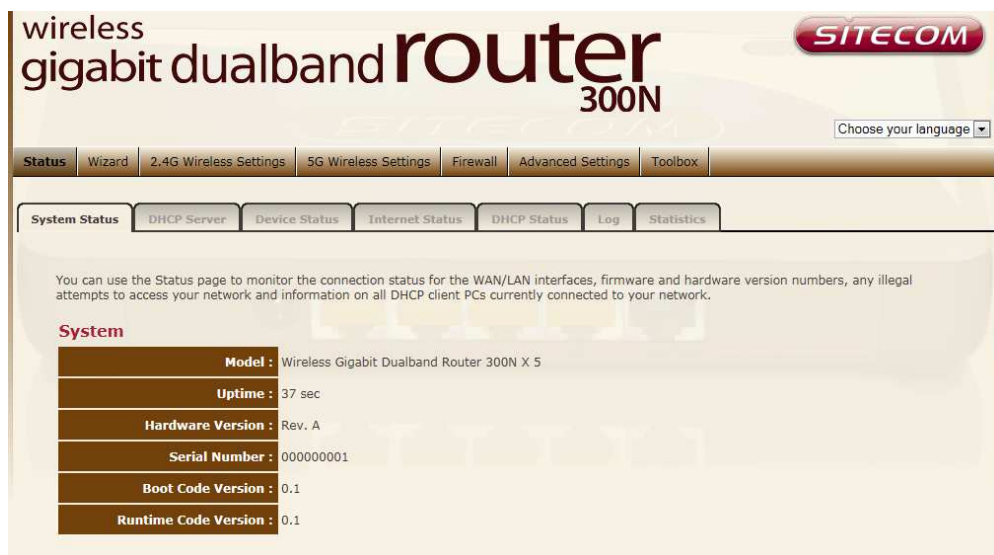 wireless
gigabit dualband router
300N
SITECOM
Choose your language
Status Wizard 2.4G Wireless Settings 5G Wireless Settings Firewall Advanced Settings Toolbox
System Status DHCP Server Device Status Internet Status DHCP Status Log Statistics
You can use the Status page to monitor the connection status for the WAN/LAN interfaces, firmware and hardware version numbers, any illegal
attempts to access your network and information on all DHCP client PCs currently connected to your network.
System
Model : Wireless Gigabit Dualband Router 300N X 5
Uptime : 37 sec
Hardware Version : Rev. A
Serial Number : 000000001
Boot Code Version : 0.1
Runtime Code Version : 0.1